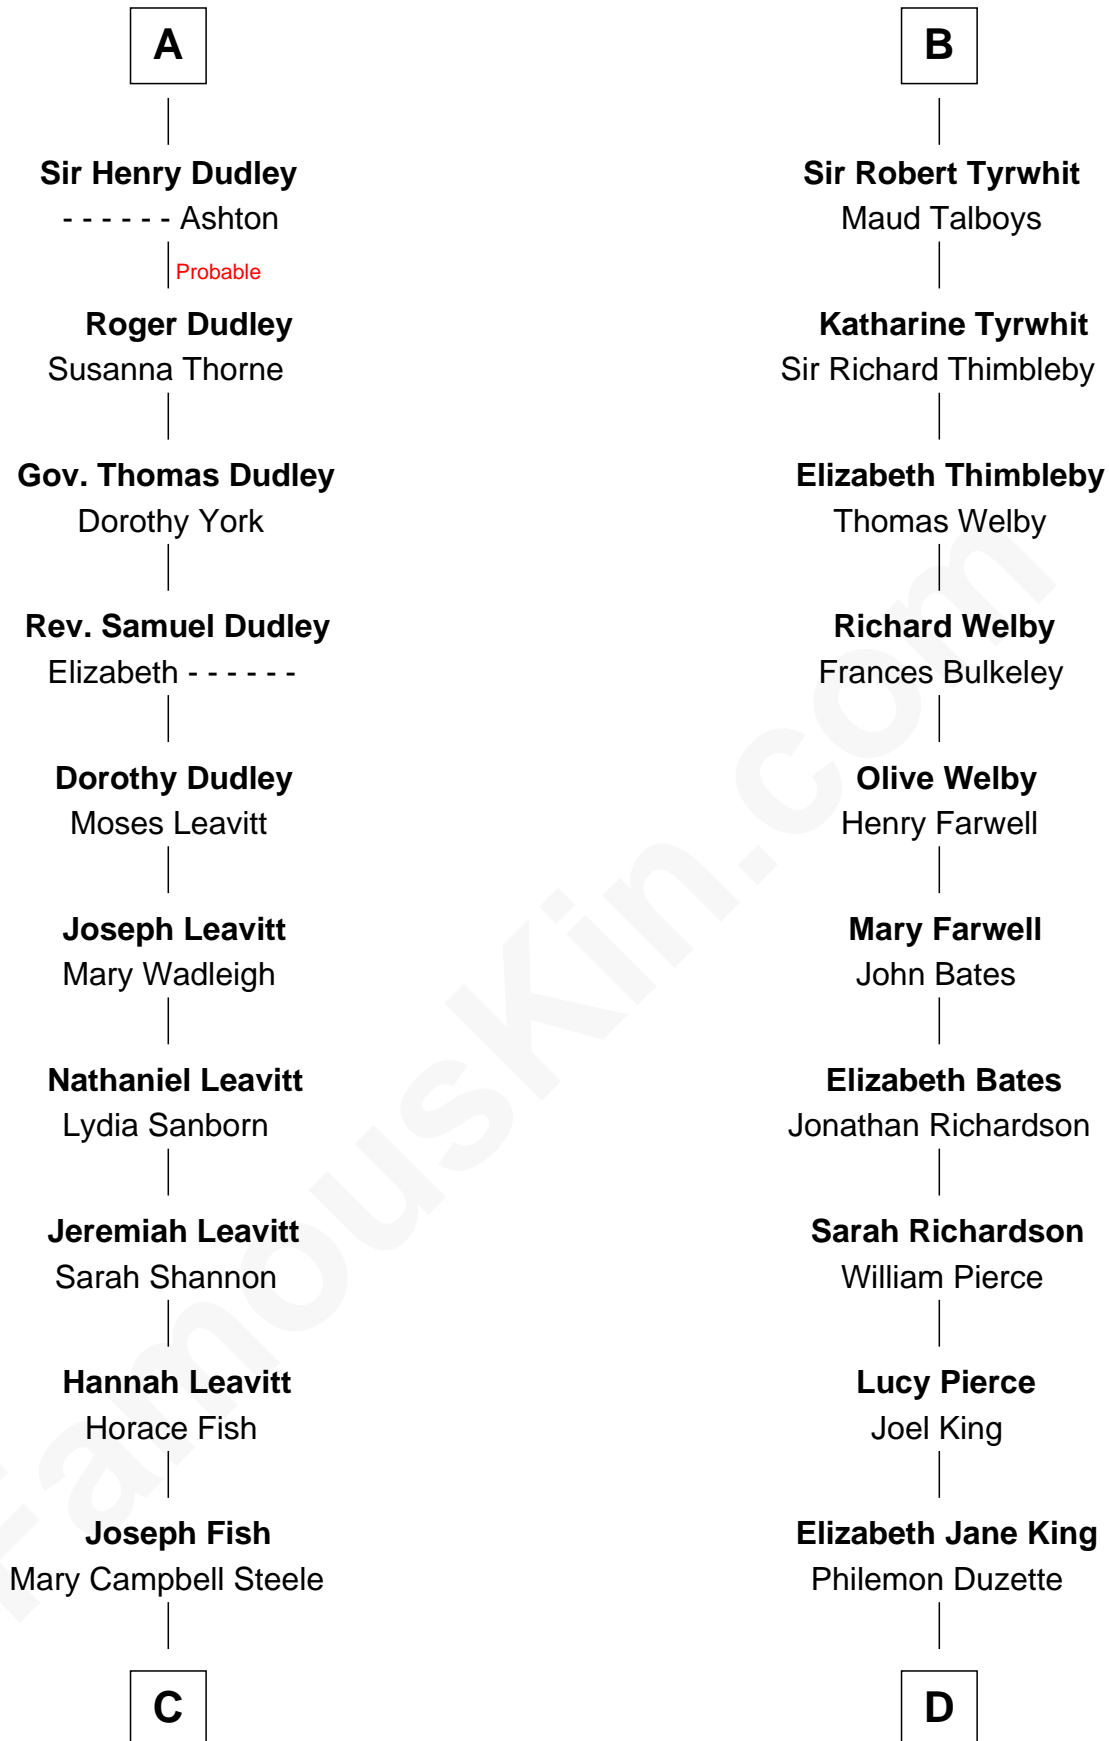 A
Sir Henry Dudley
- - - - - - Ashton
Probable
Roger Dudley
Susanna Thorne
Gov. Thomas Dudley
Dorothy York
Rev. Samuel Dudley
Elizabeth - - - - - -
Dorothy Dudley
Moses Leavitt
Joseph Leavitt
Mary Wadleigh
Nathaniel Leavitt
Lydia Sanborn
Jeremiah Leavitt
Sarah Shannon
Hannah Leavitt
Horace Fish
Joseph Fish
Mary Campbell Steele
C
B
Sir Robert Tyrwhit
Maud Talboys
Katharine Tyrwhit
Sir Richard Thimbleby
Elizabeth Thimbleby
Thomas Welby
Richard Welby
Frances Bulkeley
Olive Welby
Henry Farwell
Mary Farwell
John Bates
Elizabeth Bates
Jonathan Richardson
Sarah Richardson
William Pierce
Lucy Pierce
Joel King
Elizabeth Jane King
Philemon Duzette
D
FamousKin.com